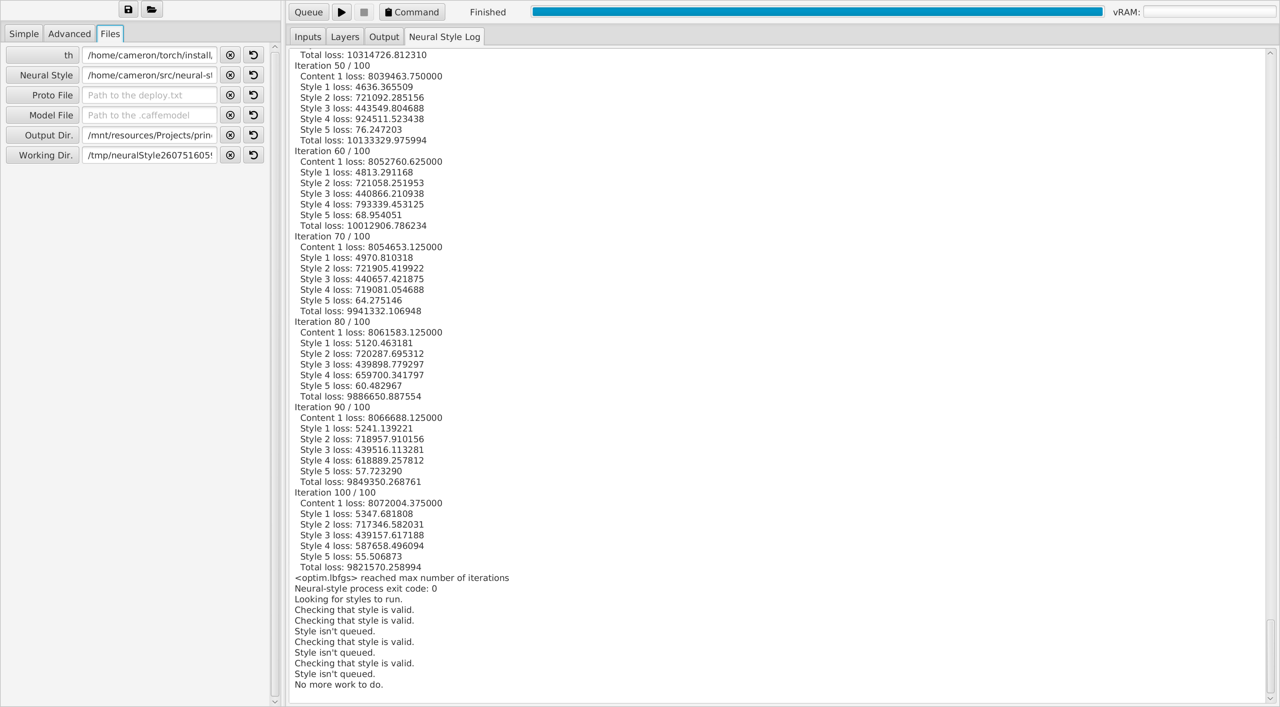 Queue
Command
Finished
vRAM:
Simple
Advanced
Files
th
/home/cameron/torch/install,
Neural Style
/home/cameron/src/neural-st
Proto File
Path to the deploy.txt
Model File
Path to the .caffemodel
Output Dir.
/mnt/resources/Projects/prin
Working Dir.
/tmp/neuralStyle260751605
Inputs
Layers
Output
Neural Style Log
Total loss: 10314726.812310
Iteration 50 / 100
Content 1 loss: 8039463.750000
Style 1 loss: 4636.365509
Style 2 loss: 721092.285156
Style 3 loss: 443549.804688
Style 4 loss: 924511.523438
Style 5 loss: 76.247203
Total loss: 10133329.975994
Iteration 60 / 100
Content 1 loss: 8052760.625000
Style 1 loss: 4813.291168
Style 2 loss: 721058.251953
Style 3 loss: 440866.210938
Style 4 loss: 793339.453125
Style 5 loss: 68.954051
Total loss: 10012906.786234
Iteration 70 / 100
Content 1 loss: 8054653.125000
Style 1 loss: 4970.810318
Style 2 loss: 721905.419922
Style 3 loss: 440657.421875
Style 4 loss: 719081.054688
Style 5 loss: 64.275146
Total loss: 9941332.106948
Iteration 80 / 100
Content 1 loss: 8061583.125000
Style 1 loss: 5120.463181
Style 2 loss: 720287.695312
Style 3 loss: 439898.779297
Style 4 loss: 659700.341797
Style 5 loss: 60.482967
Total loss: 9886650.887554
Iteration 90 / 100
Content 1 loss: 8066688.125000
Style 1 loss: 5241.139221
Style 2 loss: 718957.910156
Style 3 loss: 439516.113281
Style 4 loss: 618889.257812
Style 5 loss: 57.723290
Total loss: 9849350.268761
Iteration 100 / 100
Content 1 loss: 8072004.375000
Style 1 loss: 5347.681808
Style 2 loss: 717346.582031
Style 3 loss: 439157.617188
Style 4 loss: 587658.496094
Style 5 loss: 55.506873
Total loss: 9821570.258994
<optim.lbfgs> reached max number of iterations
Neural-style process exit code: 0
Looking for styles to run.
Checking that style is valid.
Checking that style is valid.
Style isn't queued.
Checking that style is valid.
Style isn't queued.
Checking that style is valid.
Style isn't queued.
No more work to do.